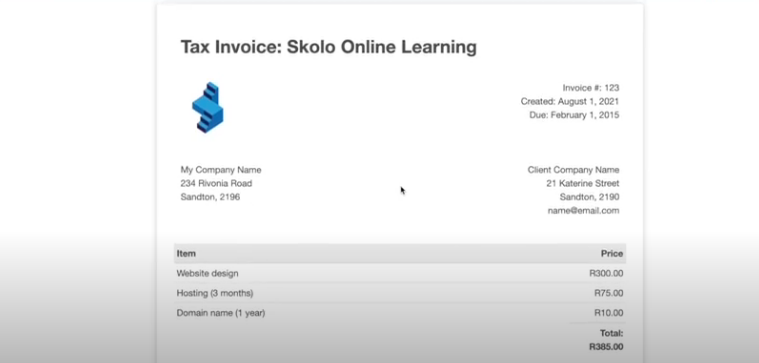 Tax Invoice: Skolo Online Learning
Invoice #: 123
Created: August 1, 2021
Due: February 1, 2015
My Company Name
234 Rivonia Road
Sandton, 2196
Client Company Name
21 Katerine Street
Sandton, 2190
name@email.com
Item Price
Website design R300.00
Hosting (3 months) R75.00
Domain name (1 year) R10.00
Total:
R385.00